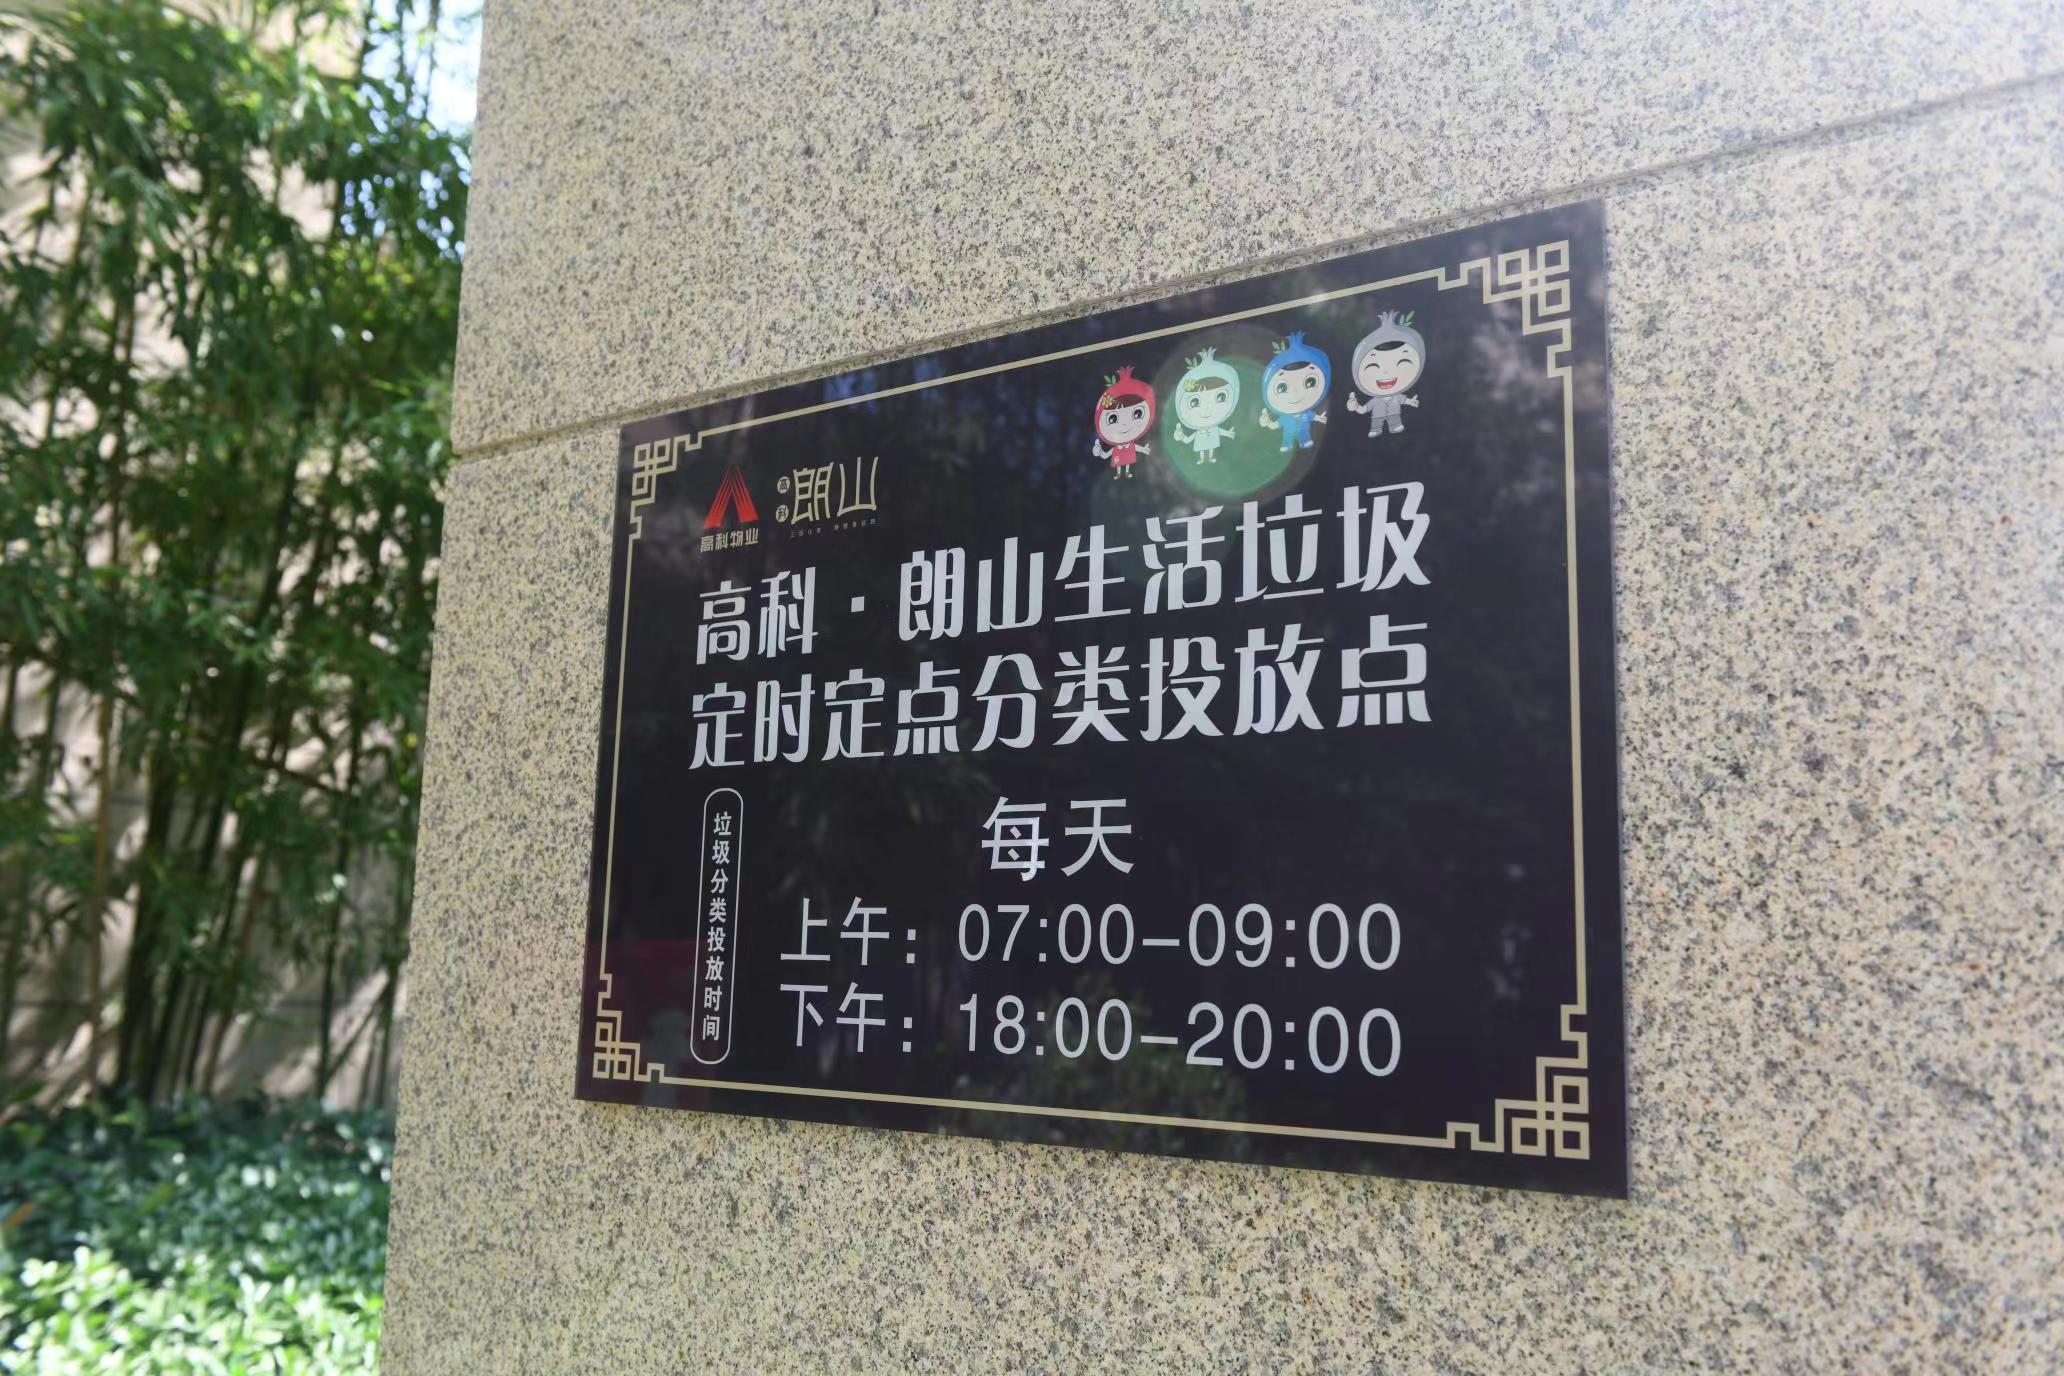 高科物业
高科 朗山
高科·朗山生活垃圾
定时定点分类投放点
垃圾分类投放时间
每天
上午：07:00-09:00
下午：18:00-20:00